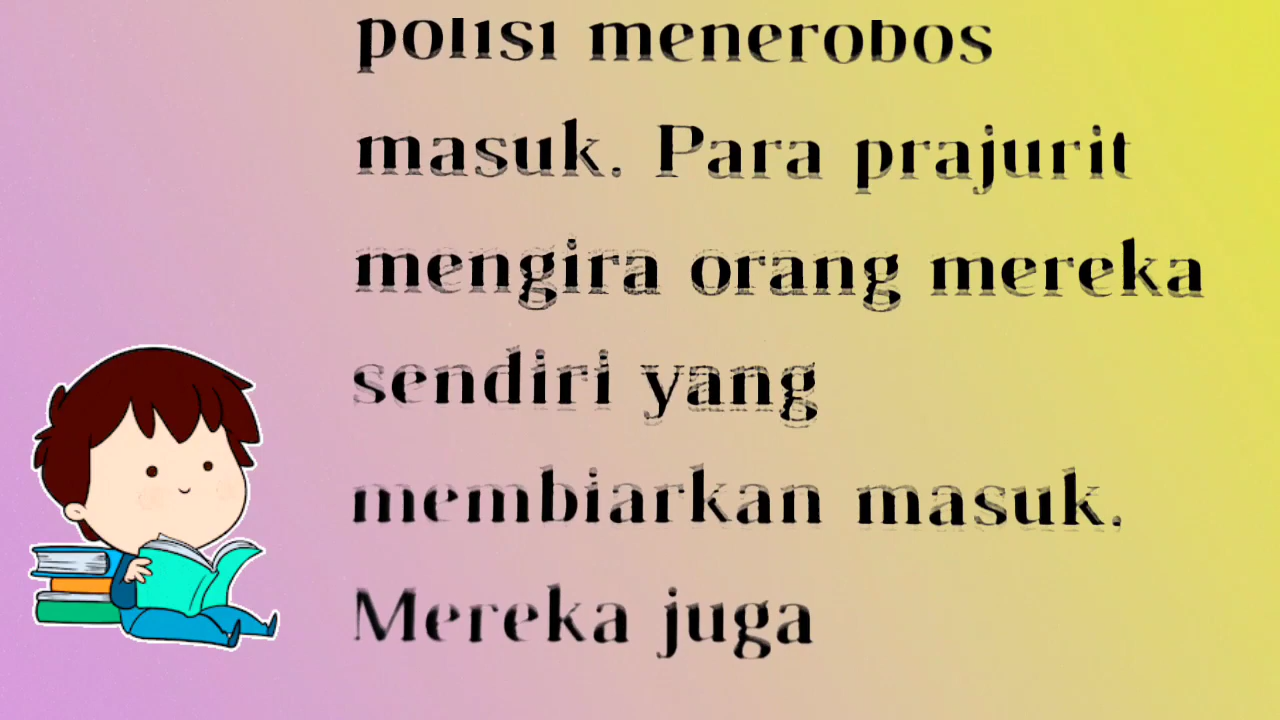 polisi menerobos
masuk. Para prajurit
mengira orang mereka
sendiri yang
membiarkan masuk.
Mereka juga